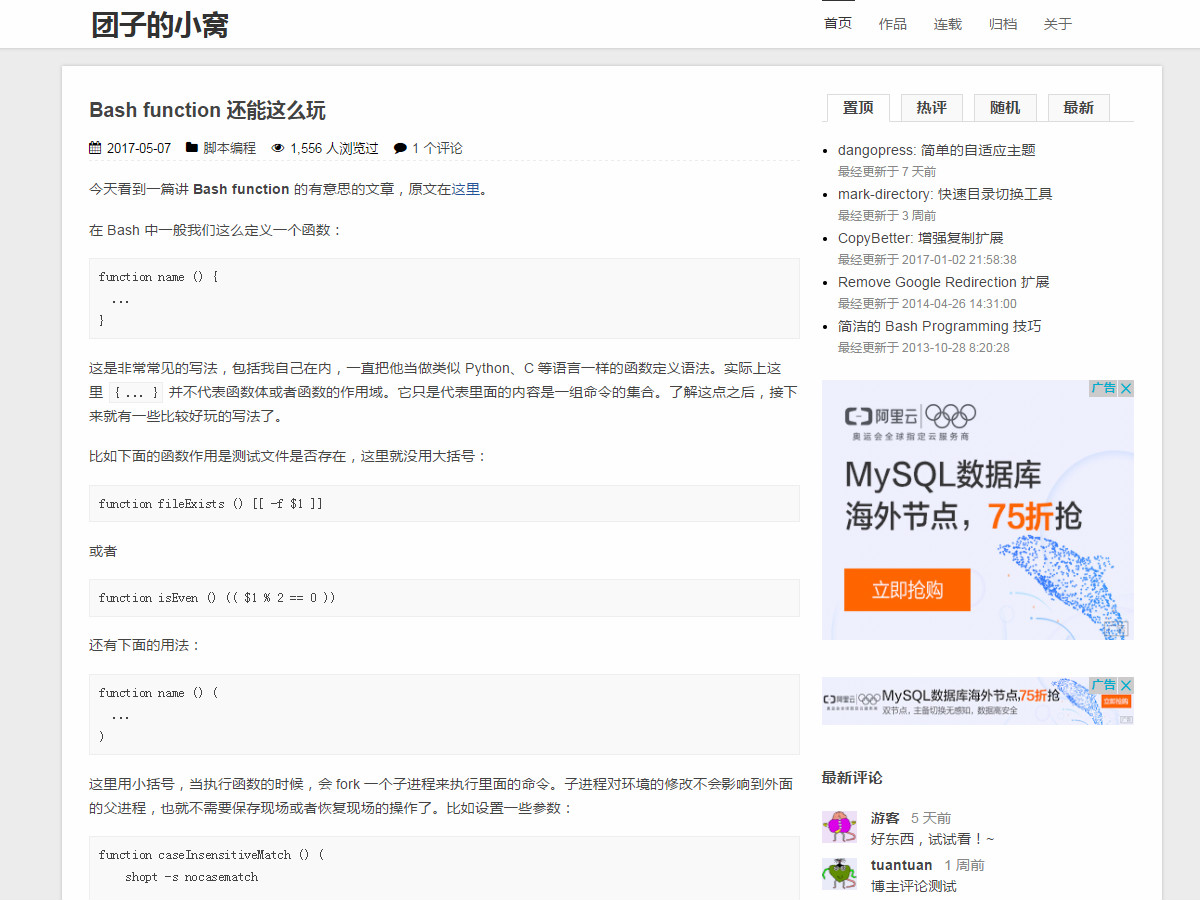 团子的小窝
首页 作品 连载 归档 关于
Bash function 还能这么玩
2017-05-07 脚本编程 1,556 人浏览过 1 个评论
今天看到一篇讲 Bash function 的有意思的文章，原文在这里。
在 Bash 中一般我们这么定义一个函数：
function name () {
...
}
这是非常常见的写法，包括我自己在内，一直把他当做类似 Python、C 等语言一样的函数定义语法。实际上这
里 { ... } 并不代表函数体或者函数的作用域。它只是代表里面的内容是一组命令的集合。了解这点之后，接下
来就有一些比较好玩的写法了。
比如下面的函数作用是测试文件是否存在，这里就没用大括号：
function fileExists () [[ -f $1 ]]
或者
function isEven () (( $1 % 2 == 0 ))
还有下面的用法：
function name () (
...
)
这里用小括号，当执行函数的时候，会 fork 一个子进程来执行里面的命令。子进程对环境的修改不会影响到外面
的父进程，也就不需要保存现场或者恢复现场的操作了。比如设置一些参数：
function caseInsensitiveMatch () (
shopt -s nocasematch
置顶 热评 随机 最新
dangopress: 简单的自适应主题
最经更新于 7 天前
mark-directory: 快速目录切换工具
最经更新于 3 周前
CopyBetter: 增强复制扩展
最经更新于 2017-01-02 21:58:38
Remove Google Redirection 扩展
最经更新于 2014-04-26 14:31:00
简洁的 Bash Programming 技巧
最经更新于 2013-10-28 8:20:28
广告
阿里云
奥运会全球指定云服务商
MySQL数据库
海外节点，75折抢
立即抢购
广告
阿里云 MySQL数据库海外节点,75折抢
双节点，主备切换无感知，数据高安全
立即抢购
最新评论
游客 5 天前
好东西，试试看！~
tuantuan 1 周前
博主评论测试